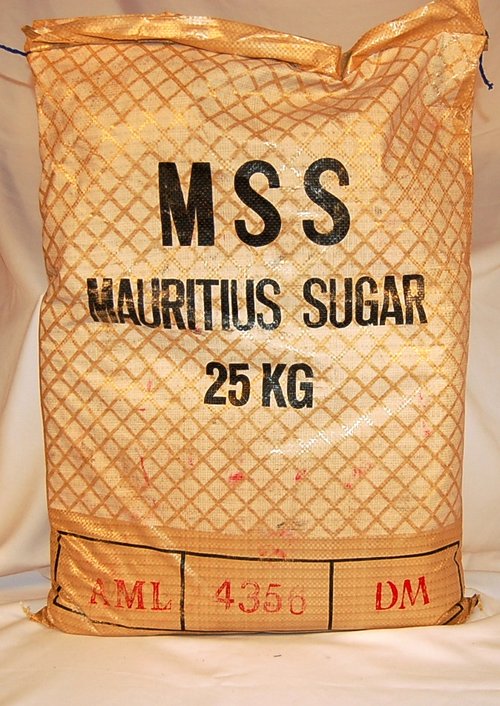 MSS
MAURITIUS SUGAR
25 KG
AML 4356 DM